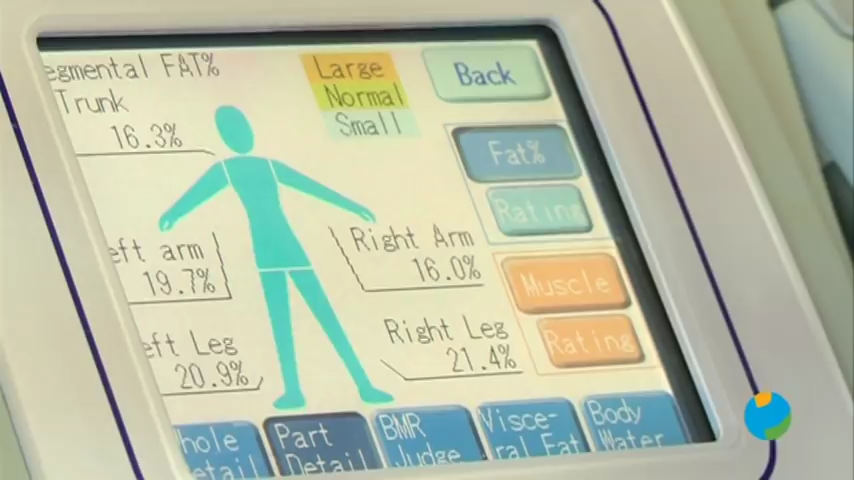 egmental FAT%
Trunk
16.3%
Large
Normal
Small
Back
Fat%
Rating
eft arm
19.7%
Right Arm
16.0%
Muscle
Rating
eft Leg
20.9%
Right Leg
21.4%
hole
etail
Part
Detail
BMR
Judge
Visce-
ral Fat
Body
Water